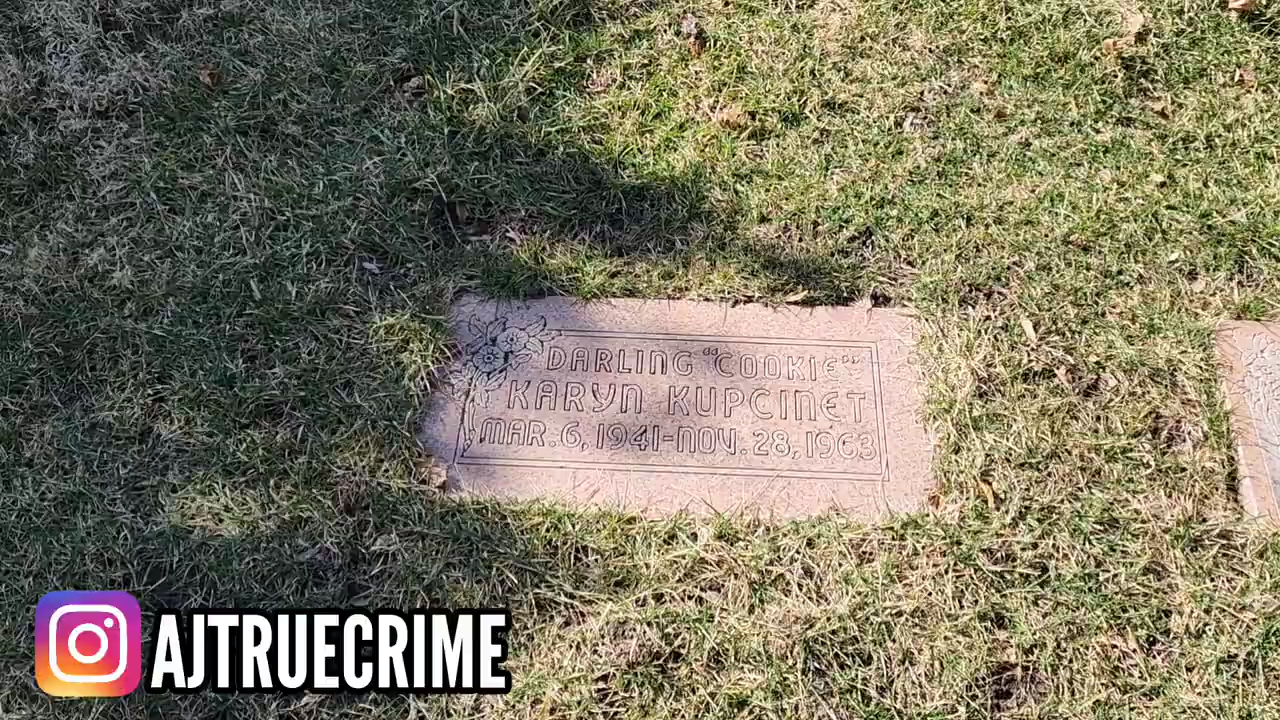 DARLING "COOKIE"
KARYN KUPCINET
MAR. 6, 1941-NOV. 28, 1963
AJTRUECRIME